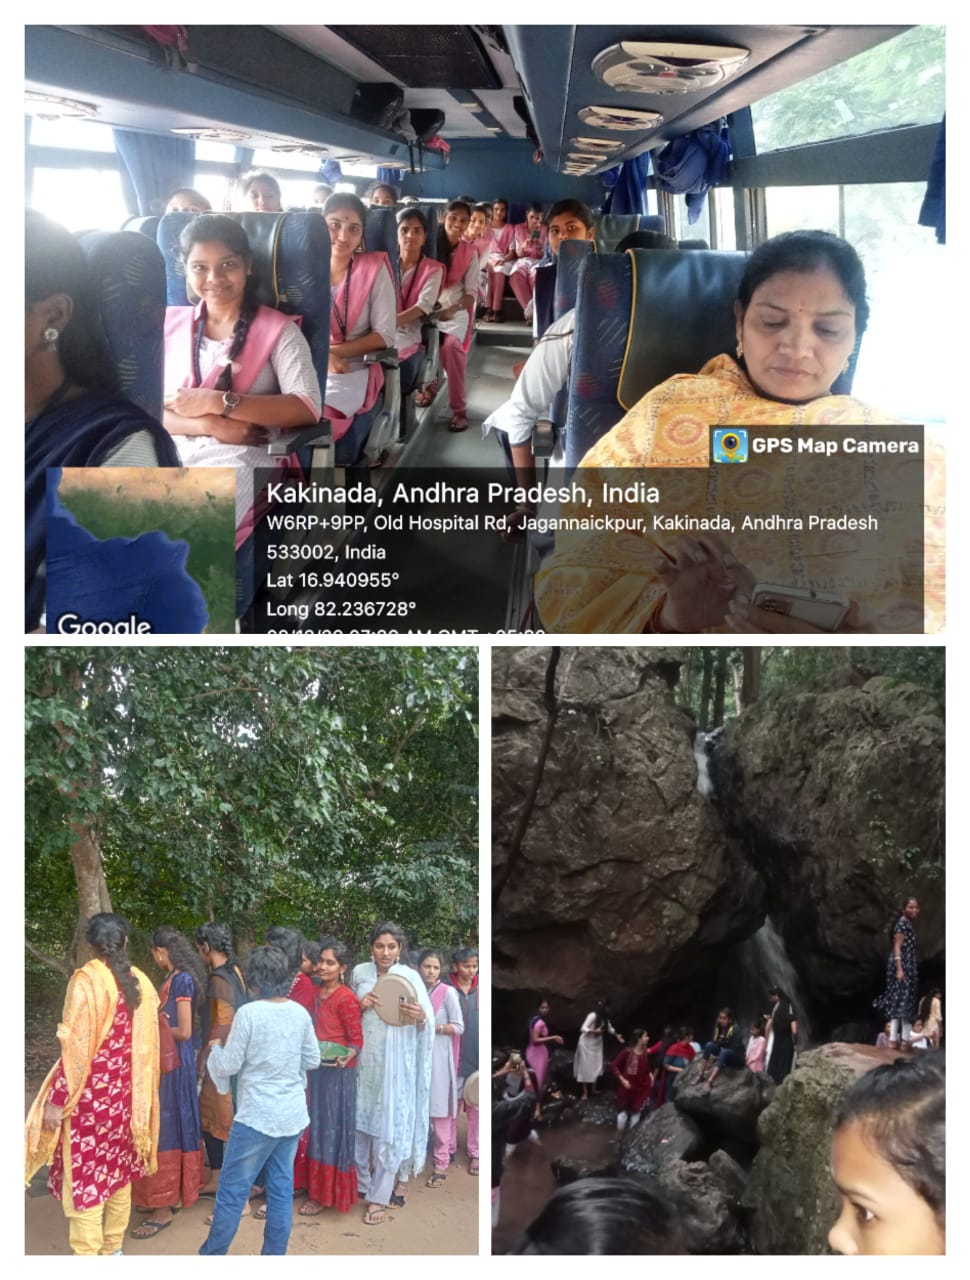 GPS Map Camera
Kakinada, Andhra Pradesh, India
W6RP+9PP, Old Hospital Rd, Jagannaickpur, Kakinada, Andhra Pradesh
533002, India
Lat 16.940955°
Long 82.236728°
Google